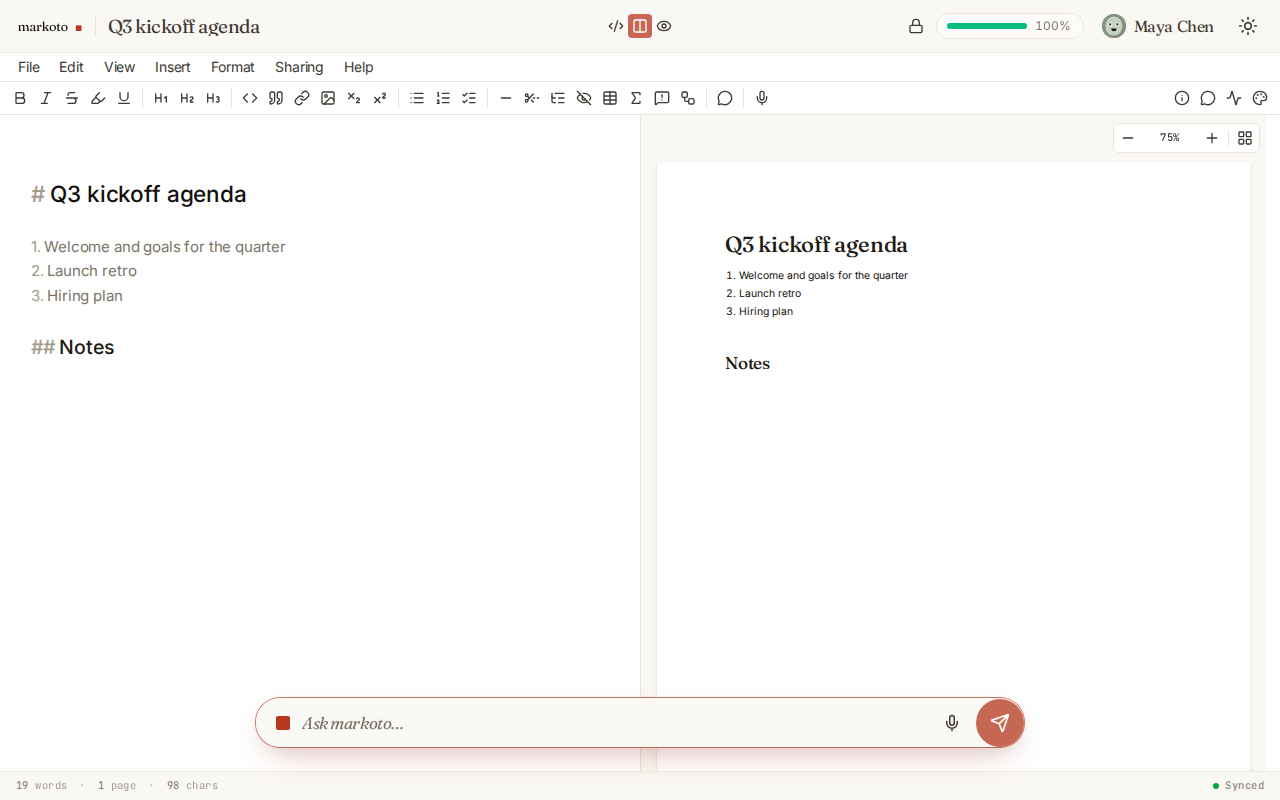 markoto
Q3 kickoff agenda
100%
Maya Chen
File Edit View Insert Format Sharing Help
H1 H2 H3
75%
# Q3 kickoff agenda
1. Welcome and goals for the quarter
2. Launch retro
3. Hiring plan
## Notes
Q3 kickoff agenda
1. Welcome and goals for the quarter
2. Launch retro
3. Hiring plan
Notes
Ask markoto...
19 words · 1 page · 98 chars
Synced